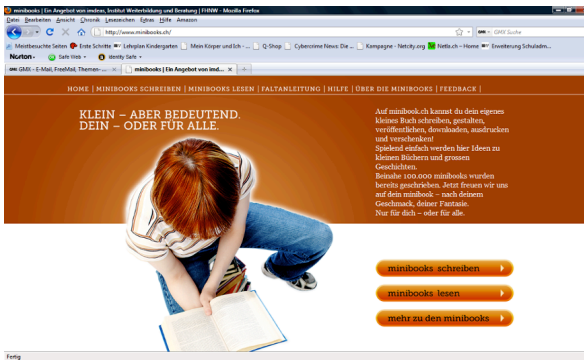 minibooks | Ein Angebot von imdeas, Institut Weiterbildung und Beratung | FHNW - Mozilla Firefox
Datei Bearbeiten Ansicht Chronik Lesezeichen Extras Hilfe Amazon
http://www.minibooks.ch/
GMX Suche
Meistbesuchte Seiten Erste Schritte Lehrplan Kindergarten Mein Körper und Ich - ... Q-Shop Cybercrime News: Die ... Kampagne - Netcity.org Netla.ch – Home Erweiterung Schuladm...
Norton Safe Web Identity Safe
GMX - E-Mail, FreeMail, Themen- ... minibooks | Ein Angebot von imd...
HOME | MINIBOOKS SCHREIBEN | MINIBOOKS LESEN | FALTANLEITUNG | HILFE | ÜBER DIE MINIBOOKS | FEEDBACK |
KLEIN – ABER BEDEUTEND.
DEIN – ODER FÜR ALLE.
Auf minibook.ch kannst du dein eigenes
kleines Buch schreiben, gestalten,
veröffentlichen, downloaden, ausdrucken
und verschenken!
Spielend einfach werden hier Ideen zu
kleinen Büchern und grossen
Geschichten.
Beinahe 100.000 minibooks wurden
bereits geschrieben. Jetzt freuen wir uns
auf dein minibook – nach deinem
Geschmack, deiner Fantasie.
Nur für dich – oder für alle.
minibooks schreiben
minibooks lesen
mehr zu den minibooks
Fertig